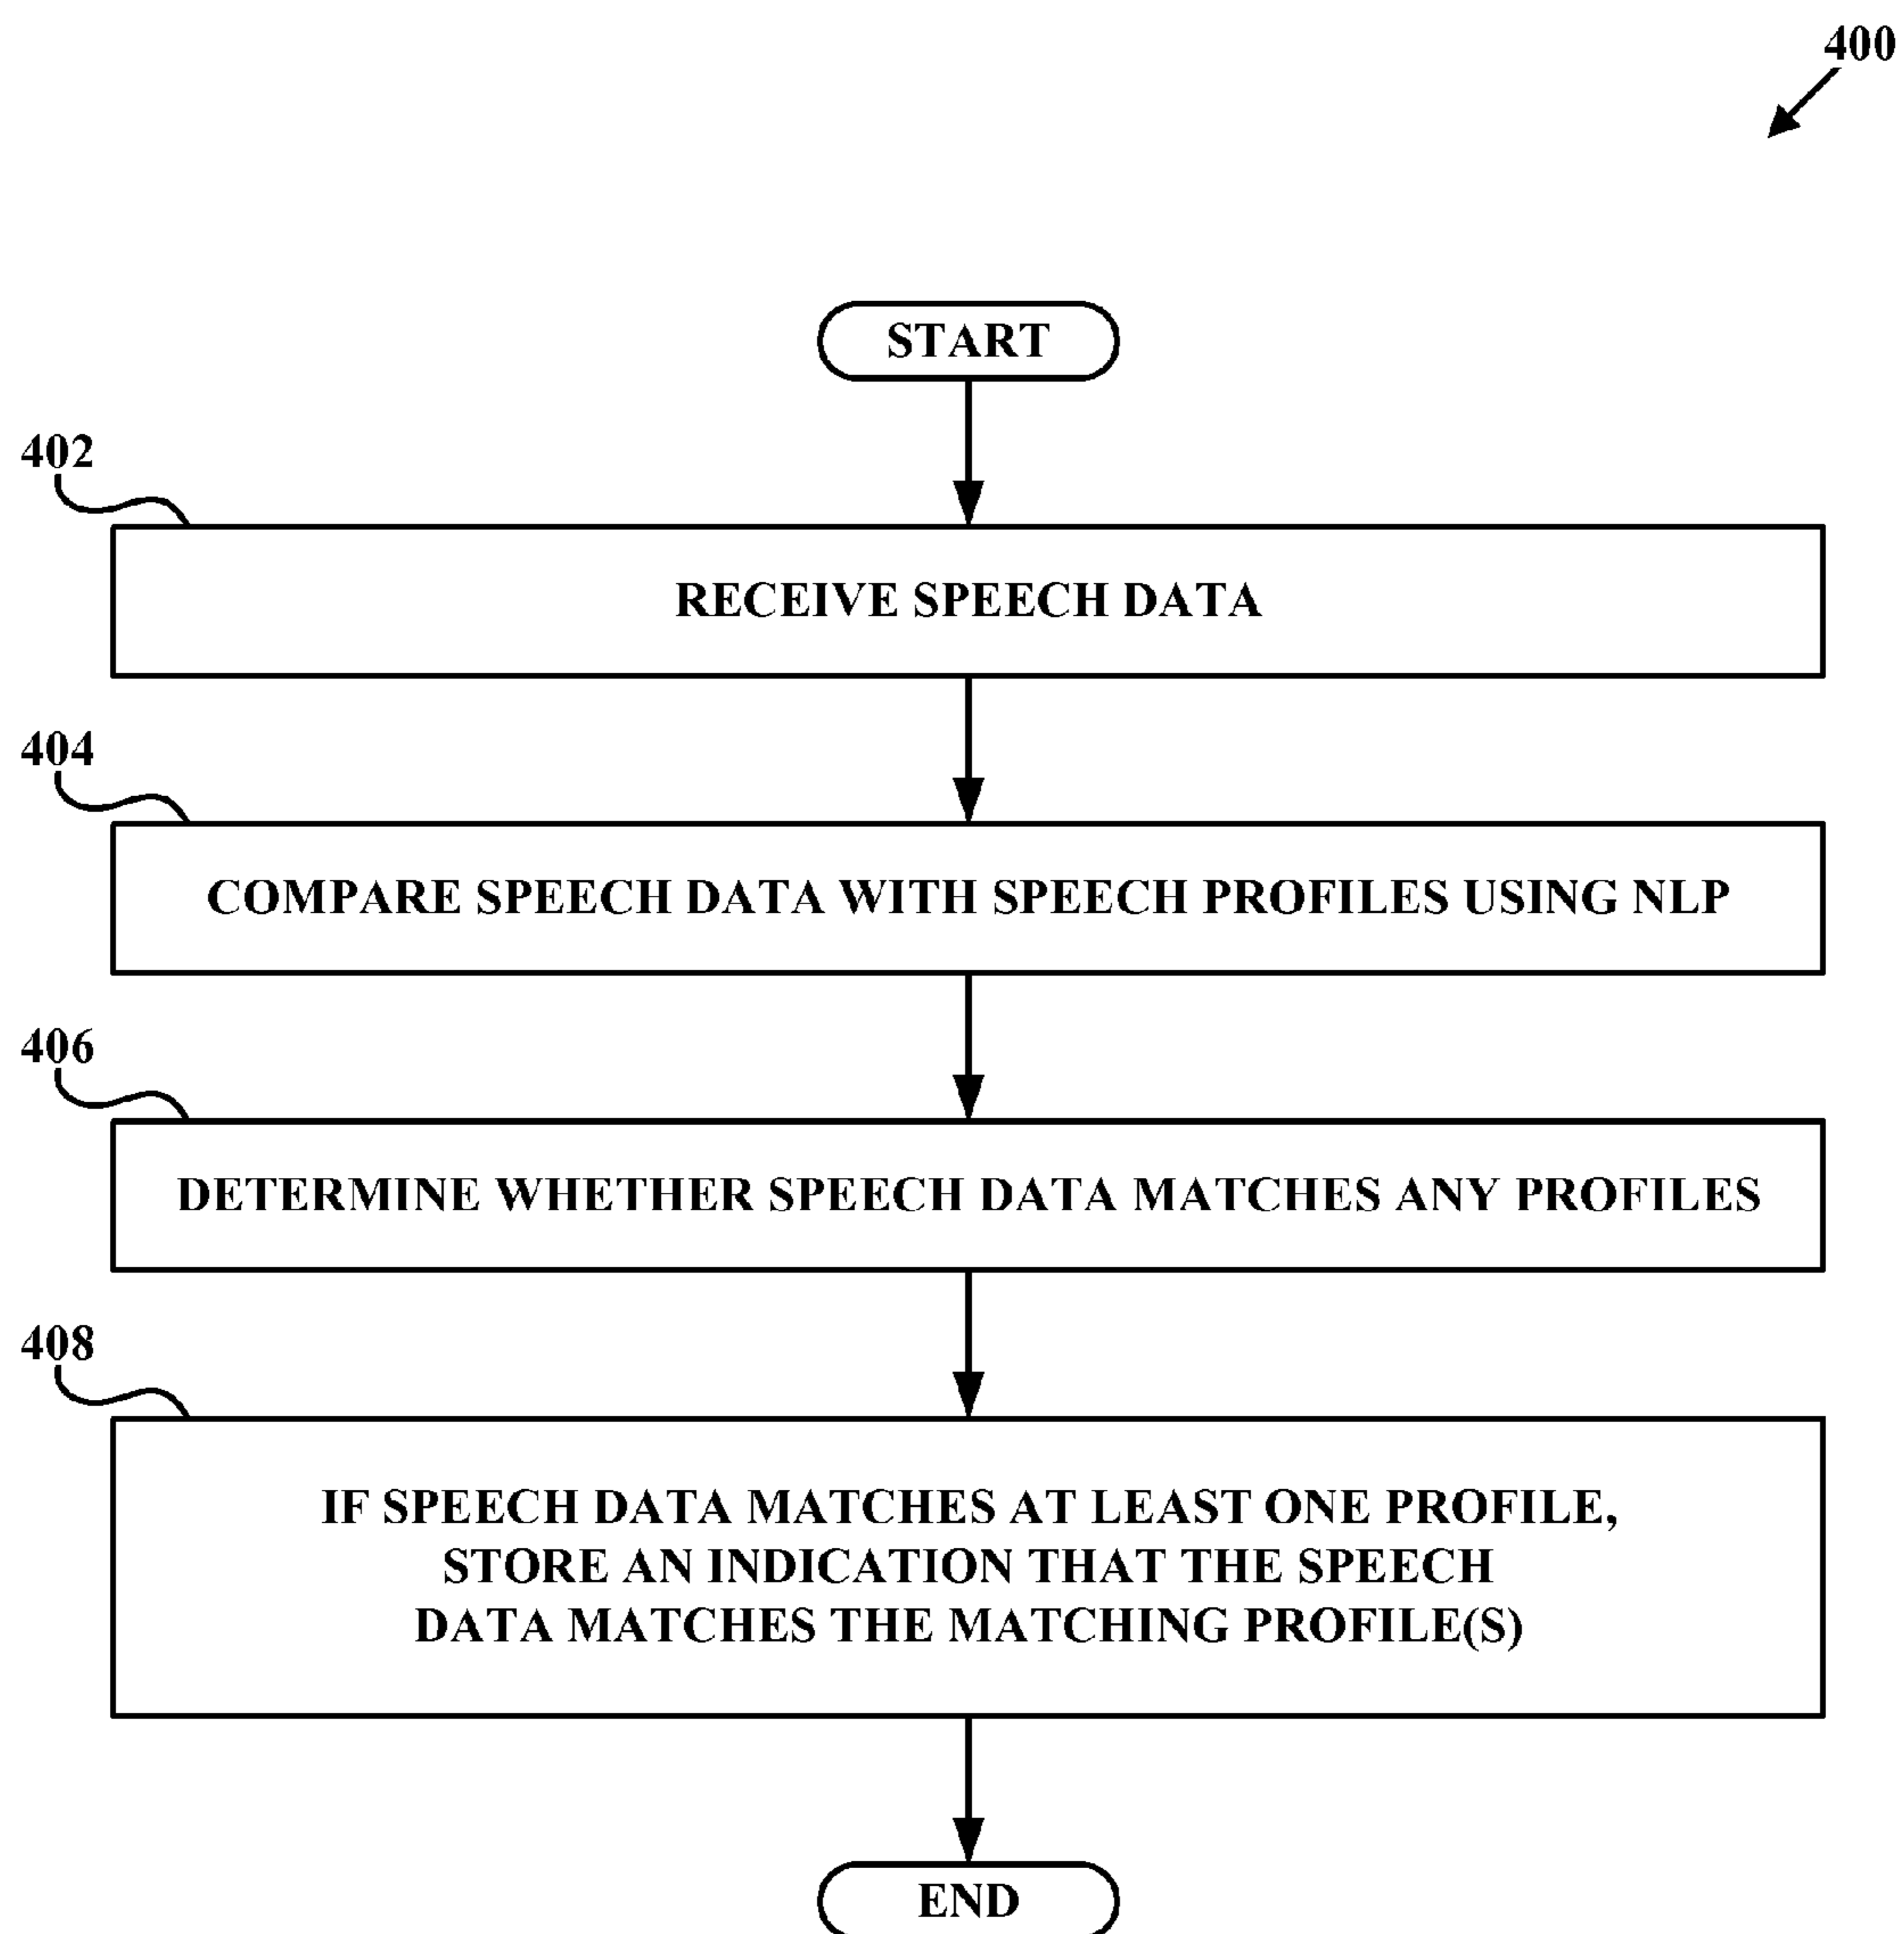 400
START
402
RECEIVE SPEECH DATA
404
COMPARE SPEECH DATA WITH SPEECH PROFILES USING NLP
406
DETERMINE WHETHER SPEECH DATA MATCHES ANY PROFILES
408
IF SPEECH DATA MATCHES AT LEAST ONE PROFILE,
STORE AN INDICATION THAT THE SPEECH
DATA MATCHES THE MATCHING PROFILE(S)
END